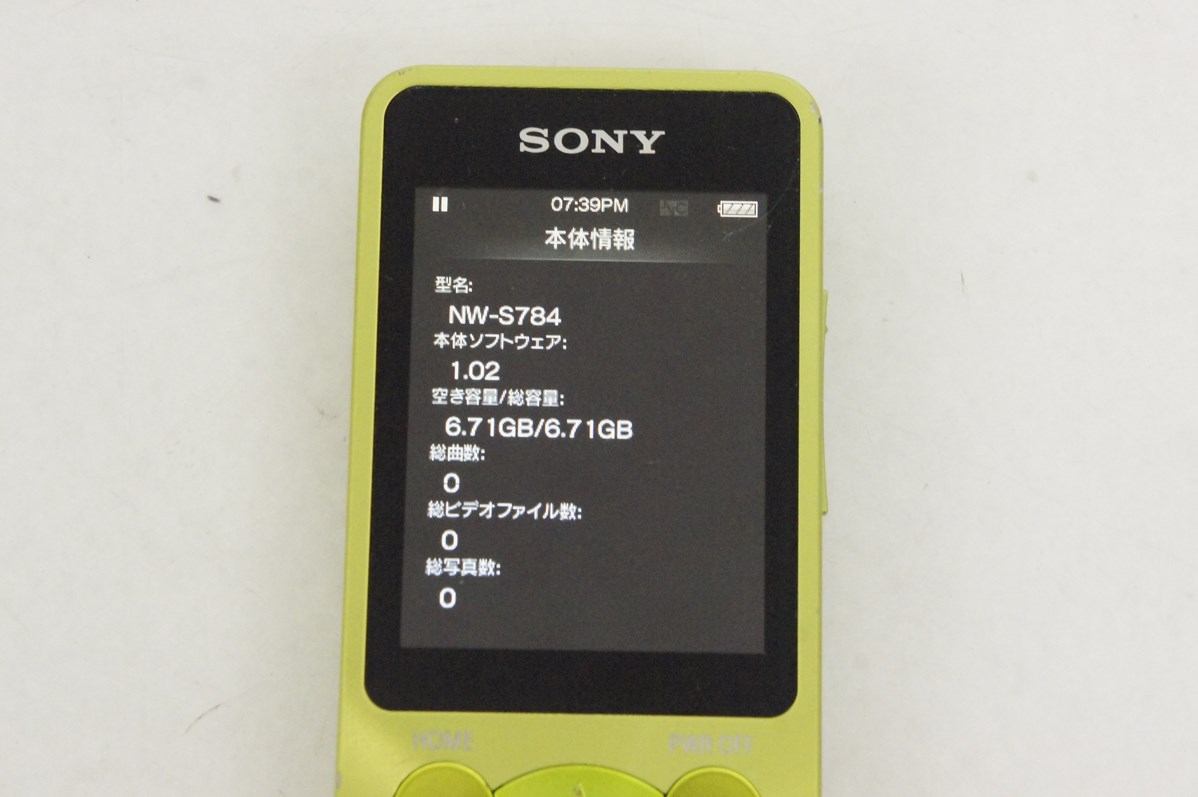 SONY
07:39PM NC
本体情報
型名:
NW-S784
本体ソフトウェア:
1.02
空き容量/総容量:
6.71GB/6.71GB
総曲数:
0
総ビデオファイル数:
0
総写真数:
0
HOME PWR OFF